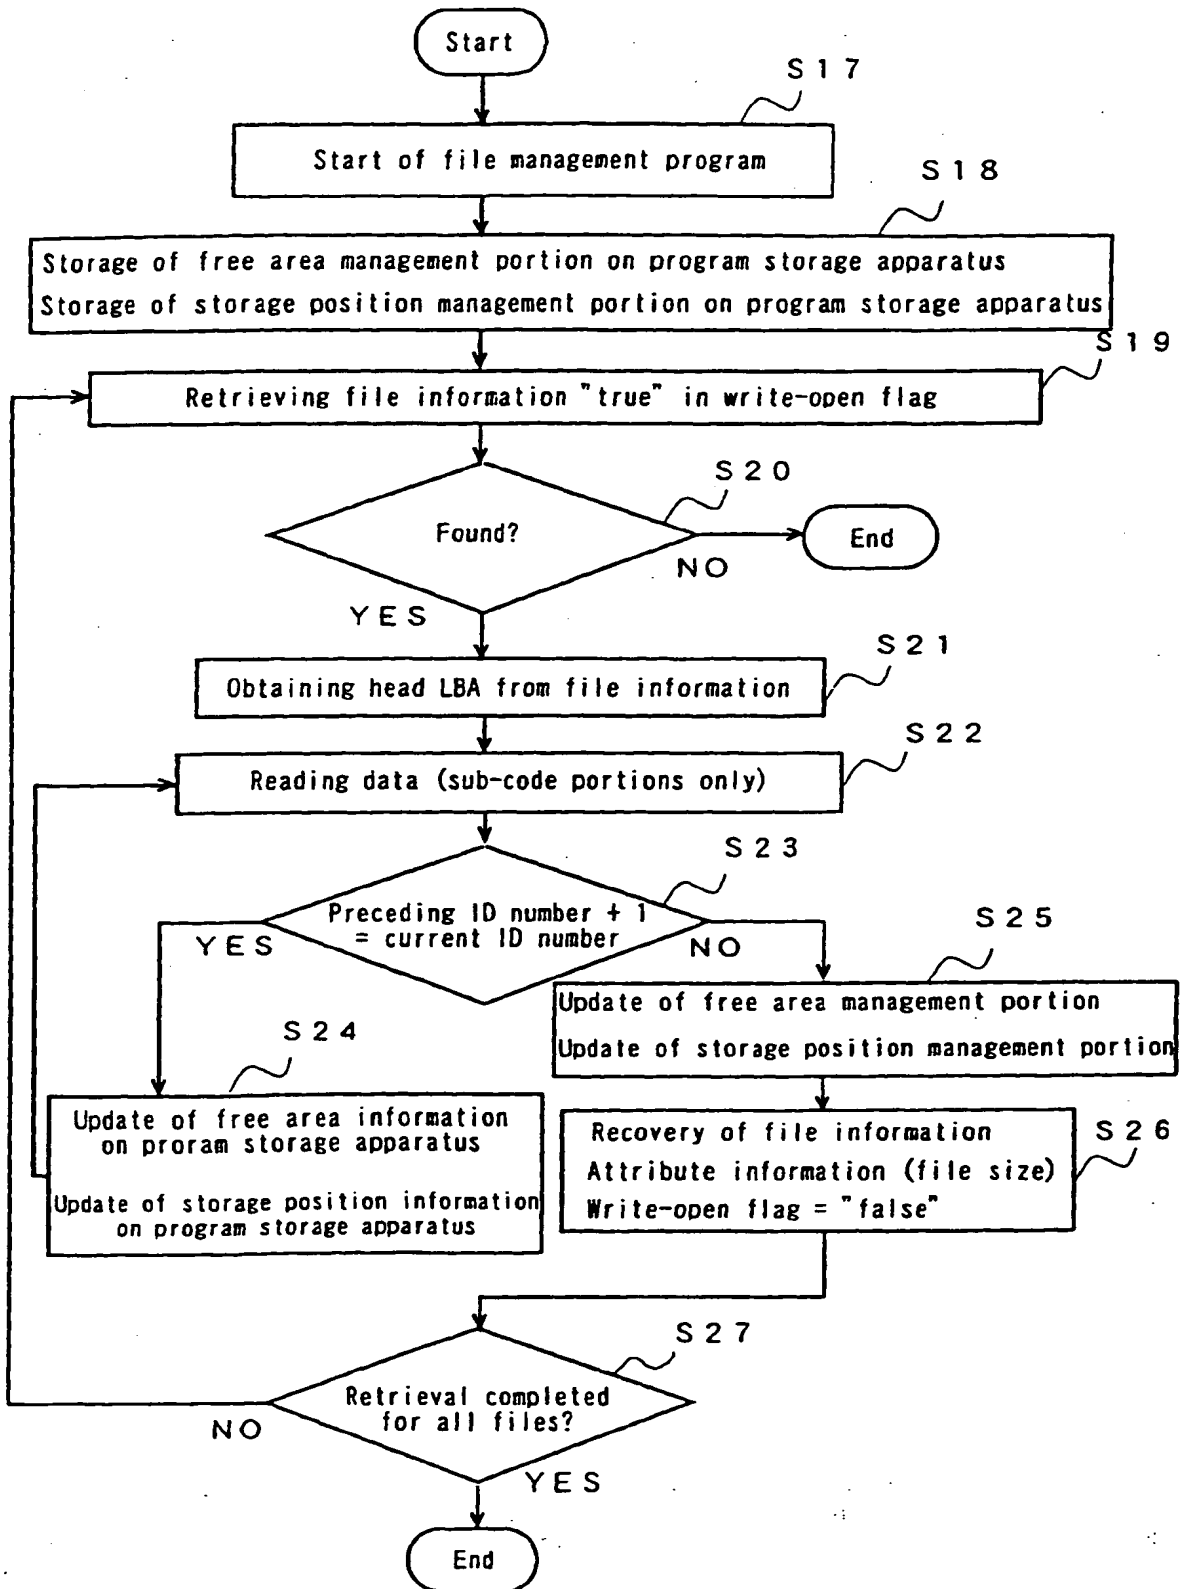 Start
S17
Start of file management program
S18
Storage of free area management portion on program storage apparatus
Storage of storage position management portion on program storage apparatus
S19
Retrieving file information "true" in write-open flag
S20
Found?
NO
End
YES
S21
Obtaining head LBA from file information
S22
Reading data (sub-code portions only)
S23
Preceding ID number + 1
= current ID number
YES
NO
S25
Update of free area management portion
Update of storage position management portion
S24
Update of free area information
on proram storage apparatus
Update of storage position information
on program storage apparatus
S26
Recovery of file information
Attribute information (file size)
Write-open flag = "false"
S27
Retrieval completed
for all files?
NO
YES
End